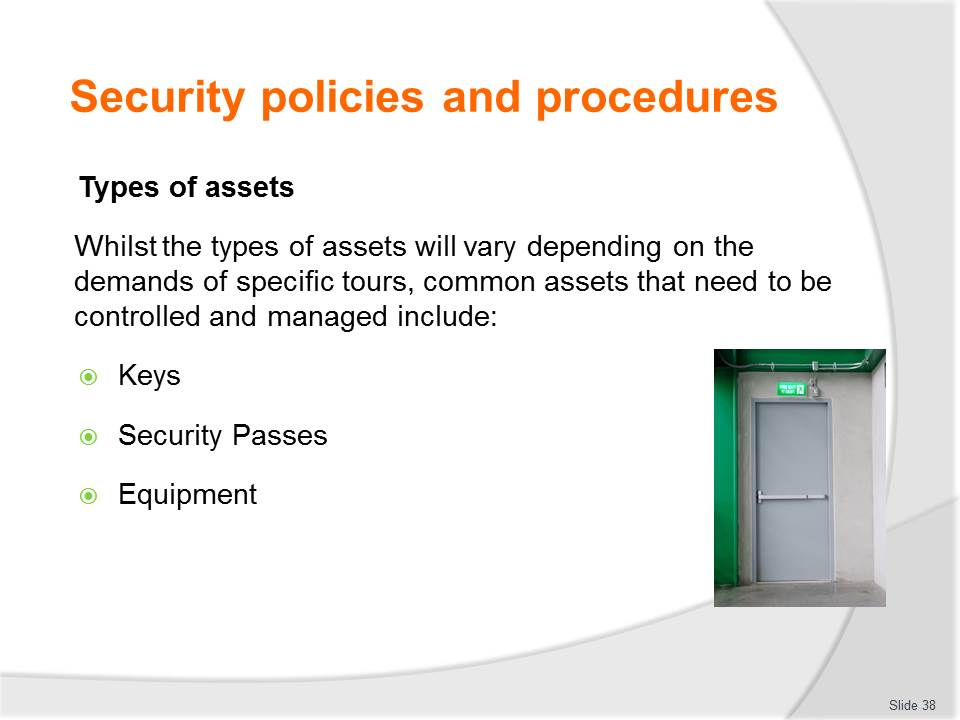 Security policies and procedures
Types of assets
Whilst the types of assets will vary depending on the
demands of specific tours, common assets that need to be
controlled and managed include:
Keys
Security Passes
Equipment
Slide 38